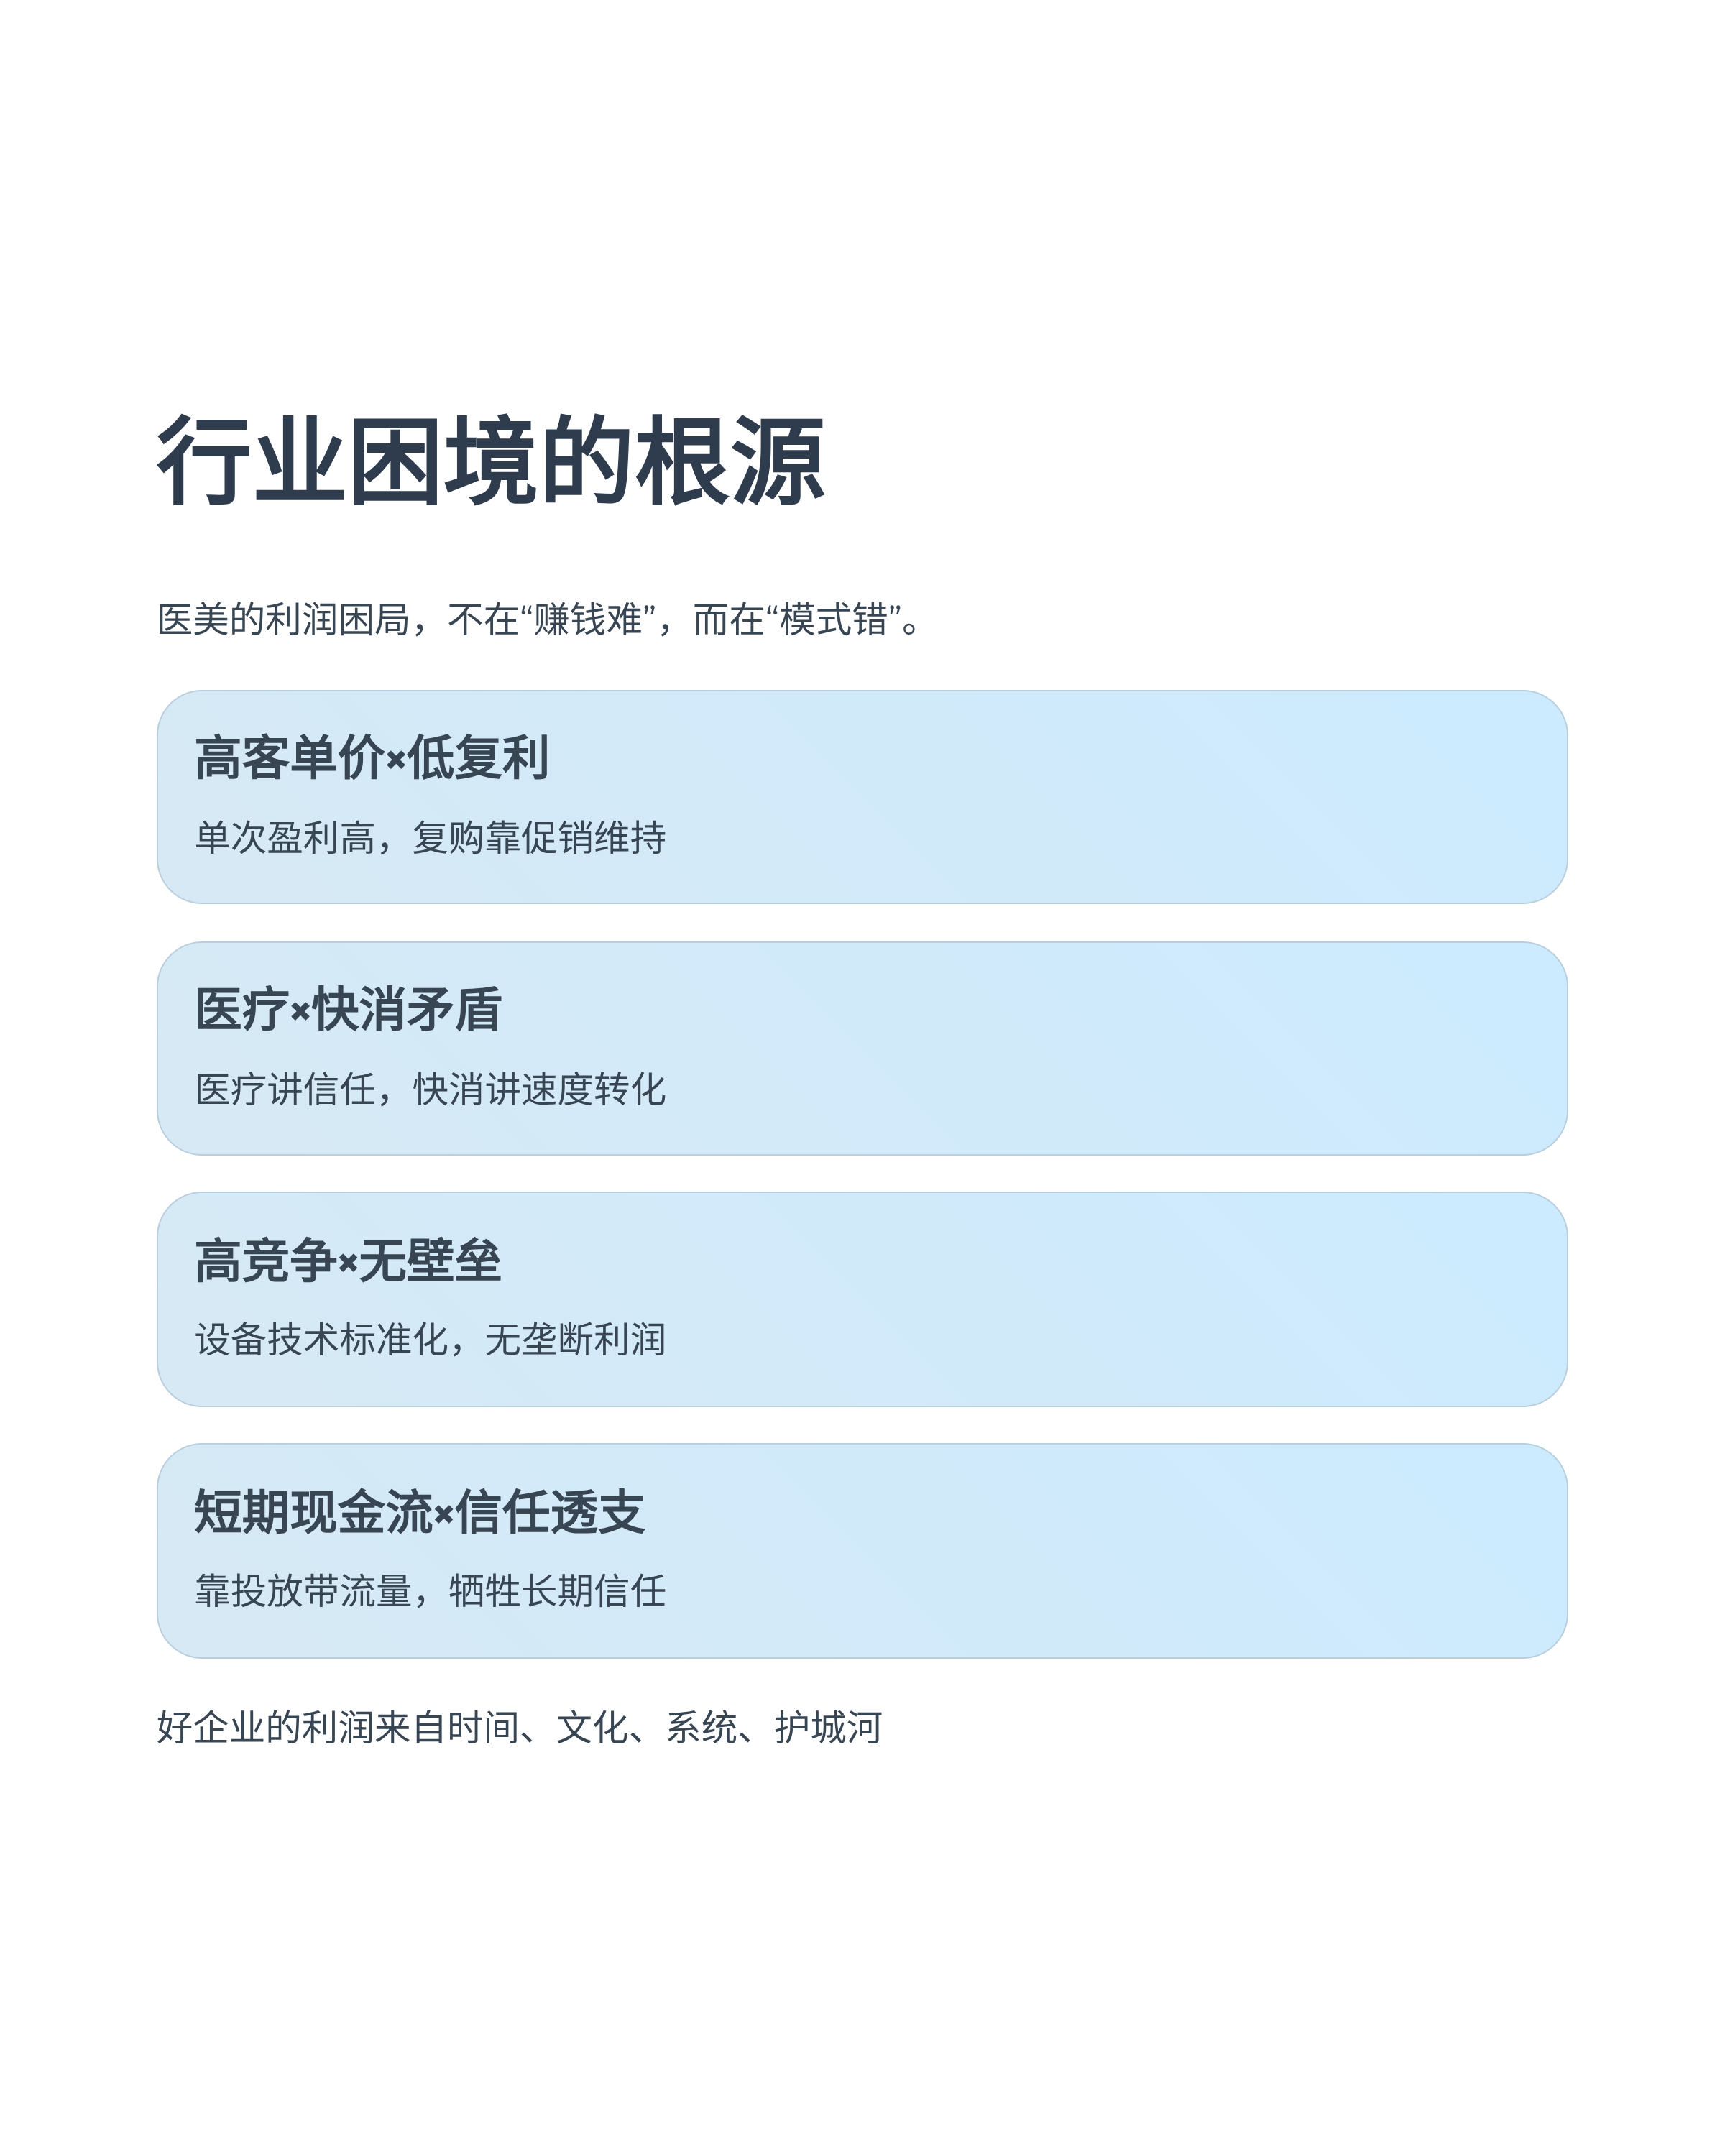 行业困境的根源
医美的利润困局，不在“赚钱难”，而在“模式错”。
高客单价×低复利
单次盈利高，复购靠促销维持
医疗×快消矛盾
医疗讲信任，快消讲速度转化
高竞争×无壁垒
设备技术标准化，无垄断利润
短期现金流×信任透支
靠投放带流量，牺牲长期信任
好企业的利润来自时间、文化、系统、护城河